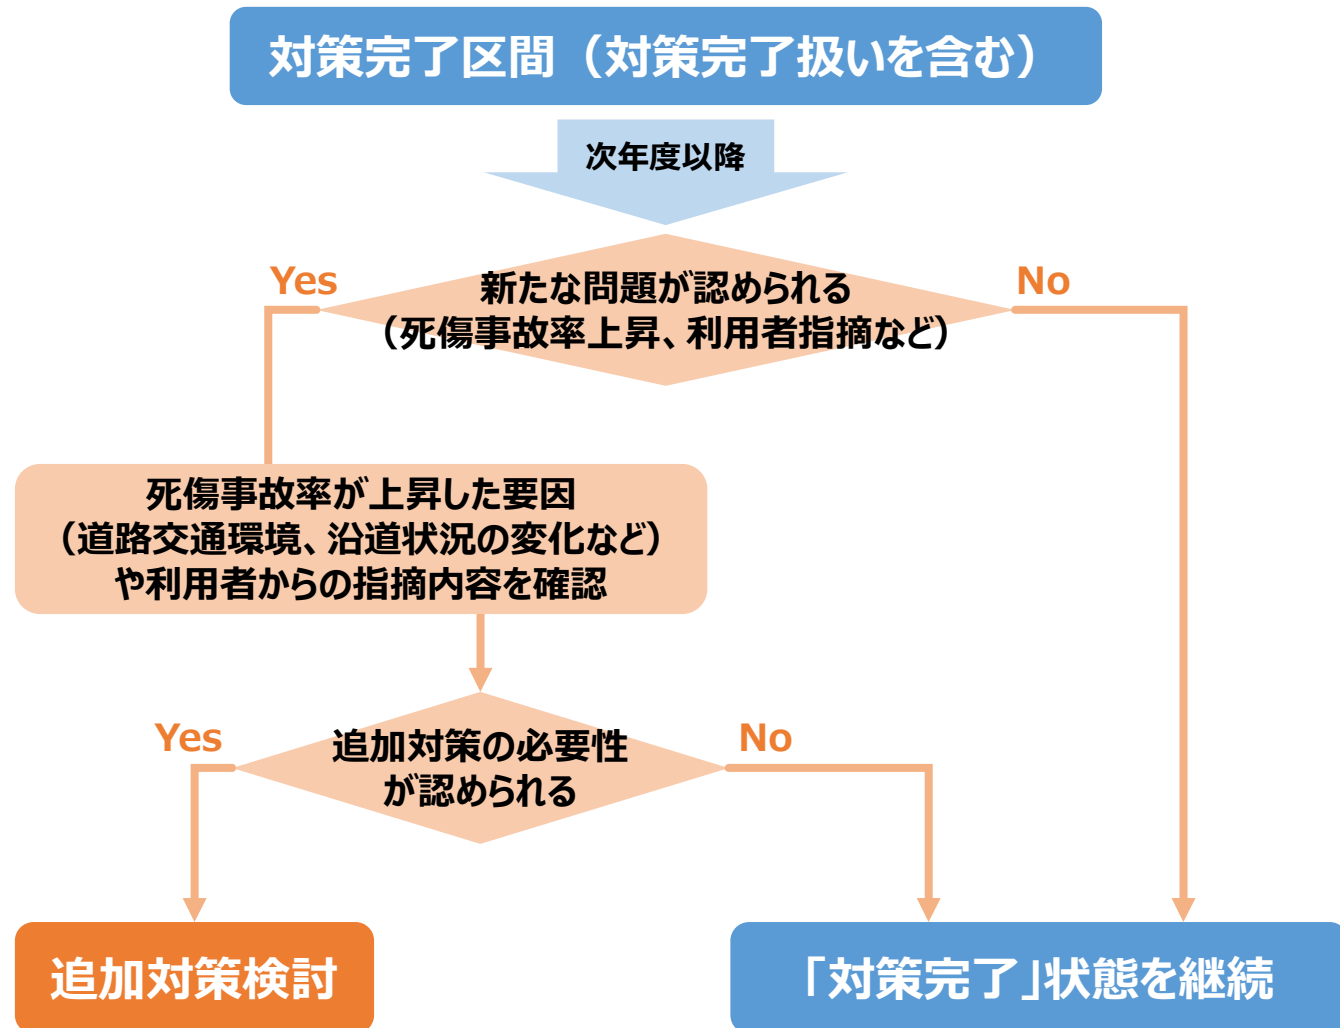 対策完了区間（対策完了扱いを含む）
次年度以降
Yes
新たな問題が認められる
（死傷事故率上昇、利用者指摘など）
No
死傷事故率が上昇した要因
（道路交通環境、沿道状況の変化など）
や利用者からの指摘内容を確認
Yes
追加対策の必要性
が認められる
No
追加対策検討
「対策完了」状態を継続